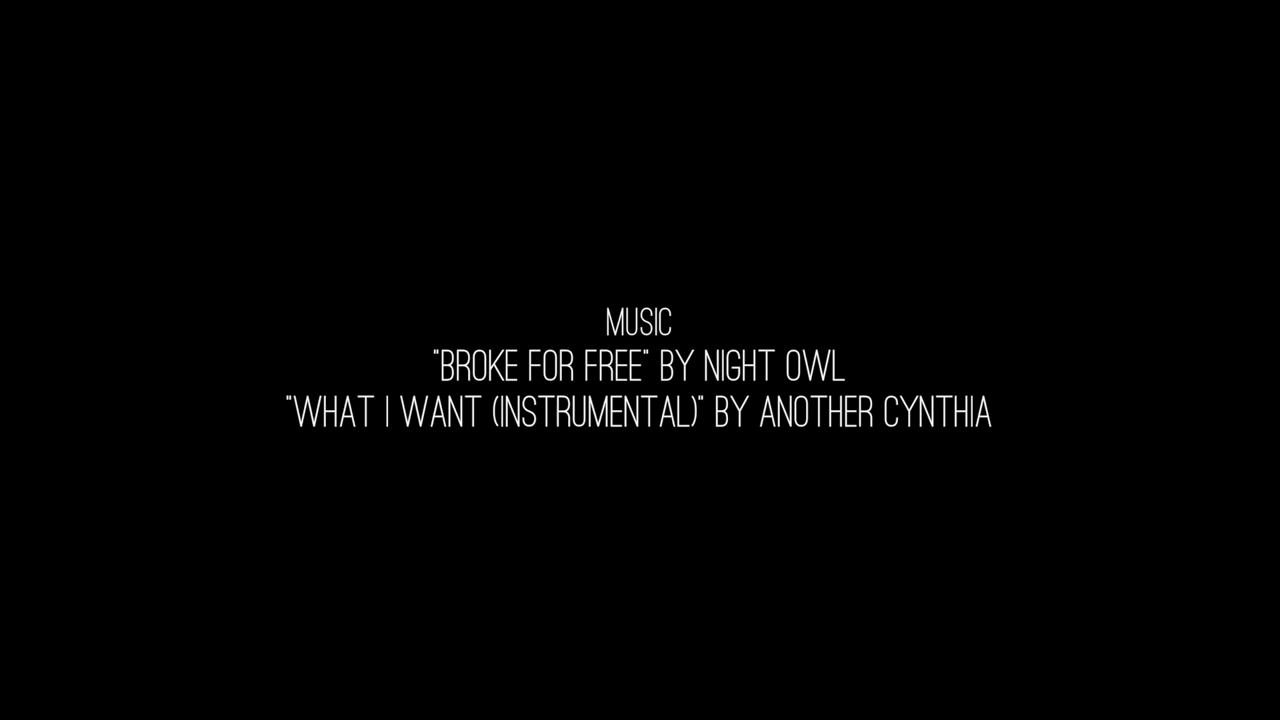 MUSIC
"BROKE FOR FREE" BY NIGHT OWL
"WHAT I WANT (INSTRUMENTAL)" BY ANOTHER CYNTHIA